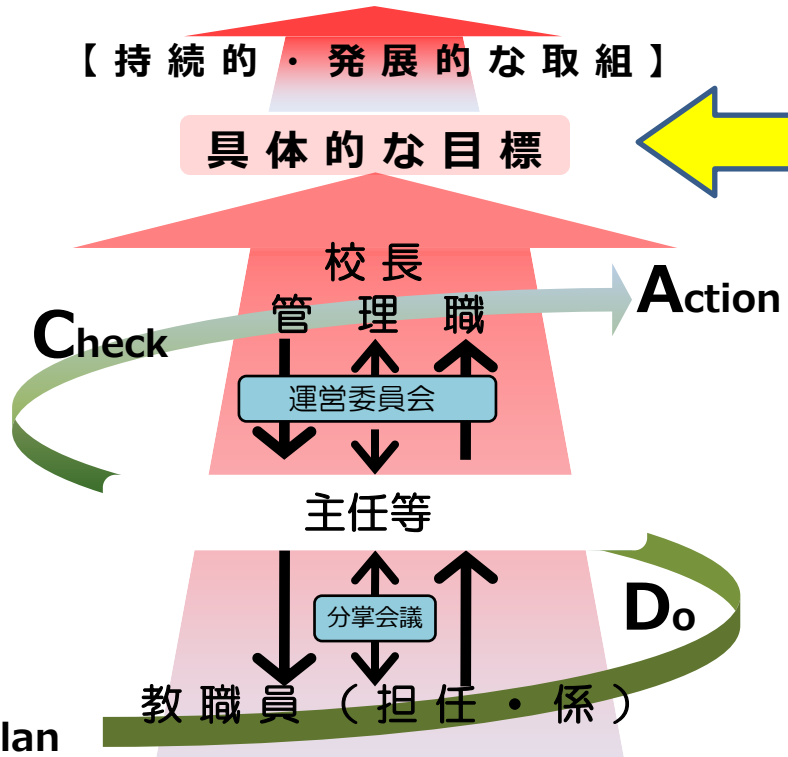 【持続的・発展的な取組】
具体的な目標
校長
管理職
Action
Check
運営委員会
主任等
Do
分掌会議
教職員（担任・係）
lan